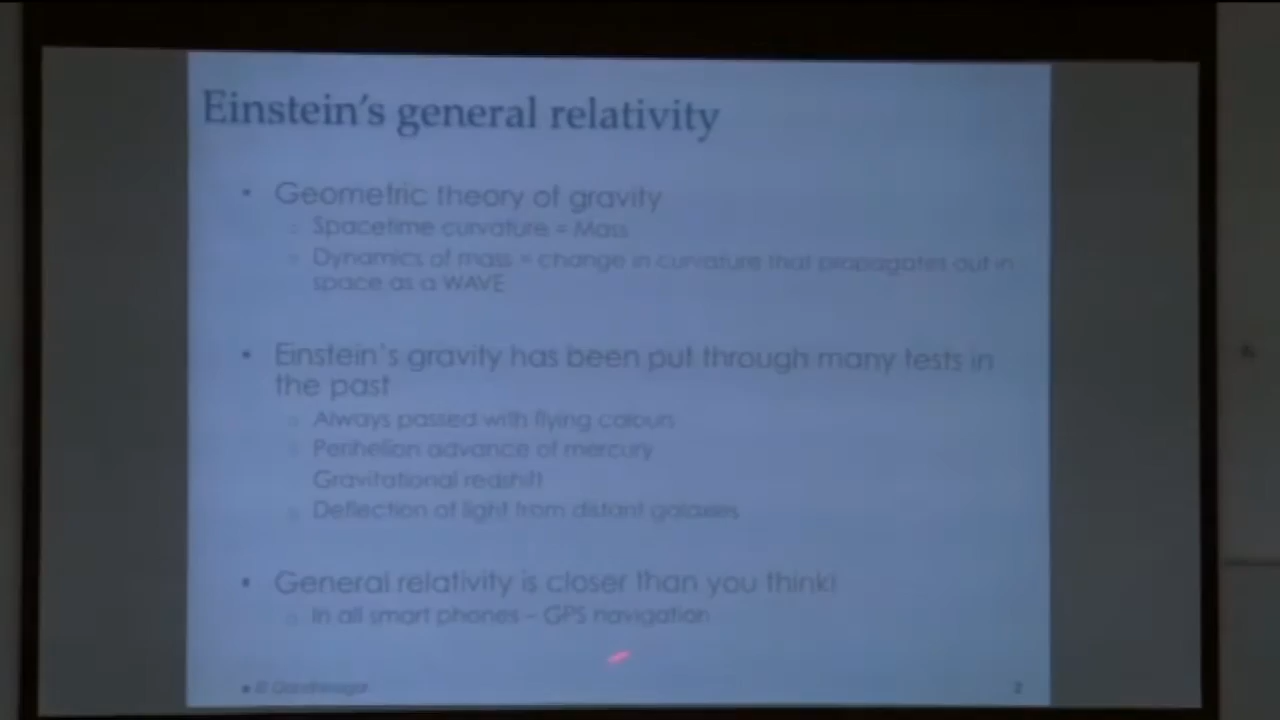 Einstein's general relativity
• Geometric theory of gravity
Spacetime curvature = Mass
Dynamics of mass = change in curvature that propagates out in
space as a WAVE
• Einstein's gravity has been put through many tests in
the past
Always passed with flying colours
Perihelion advance of mercury
Gravitational redshift
Deflection of light from distant galaxies
• General relativity is closer than you think!
In all smart phones – GPS navigation
2